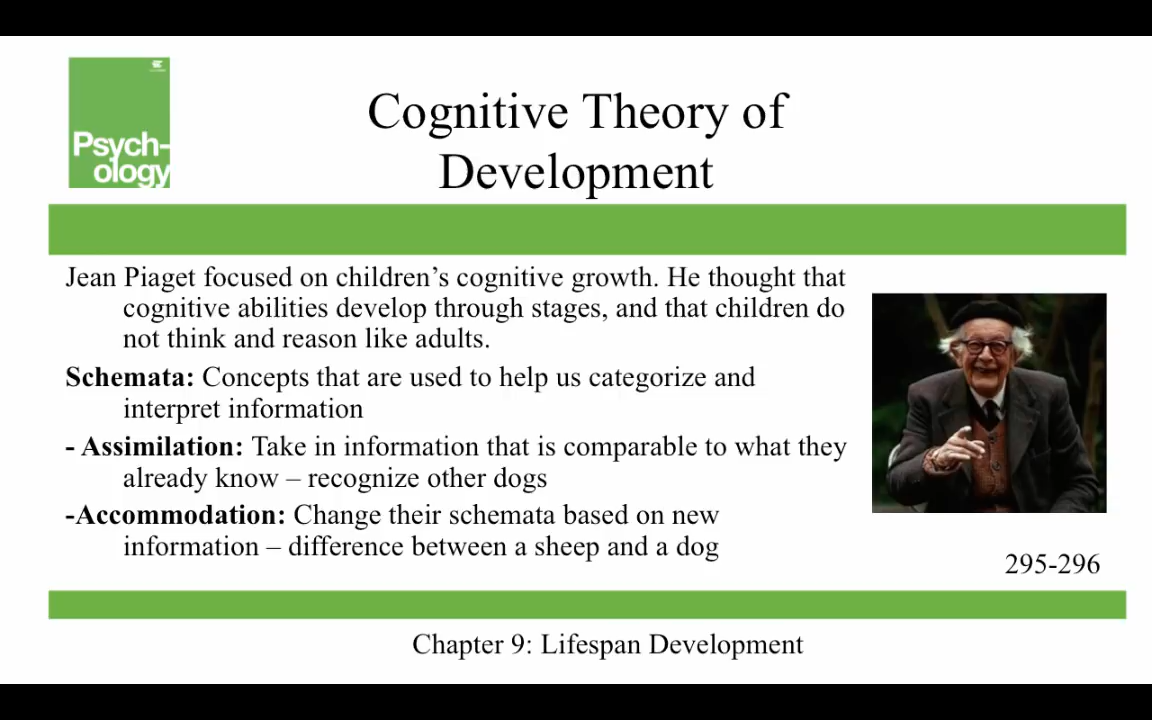 Psych-
ology
Cognitive Theory of
Development
Jean Piaget focused on children’s cognitive growth. He thought that
cognitive abilities develop through stages, and that children do
not think and reason like adults.
Schemata: Concepts that are used to help us categorize and
interpret information
- Assimilation: Take in information that is comparable to what they
already know – recognize other dogs
-Accommodation: Change their schemata based on new
information – difference between a sheep and a dog
295-296
Chapter 9: Lifespan Development